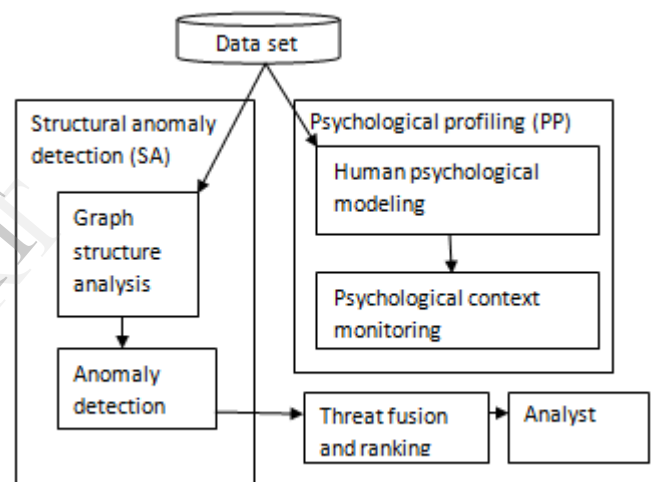 Data set
Structural anomaly
detection (SA)
Graph
structure
analysis
Anomaly
detection
Psychological profiling (PP)
Human psychological
modeling
Psychological context
monitoring
Threat fusion
and ranking
Analyst